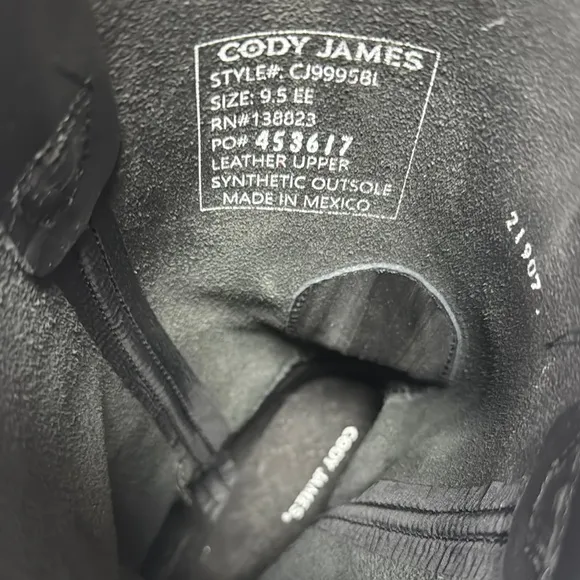 CODY JAMES
STYLE#: CJ99958L
SIZE: 9.5 EE
RN#138823
PO# 453617
LEATHER UPPER
SYNTHETIC OUTSOLE
MADE IN MEXICO
21907
CODY JAMES